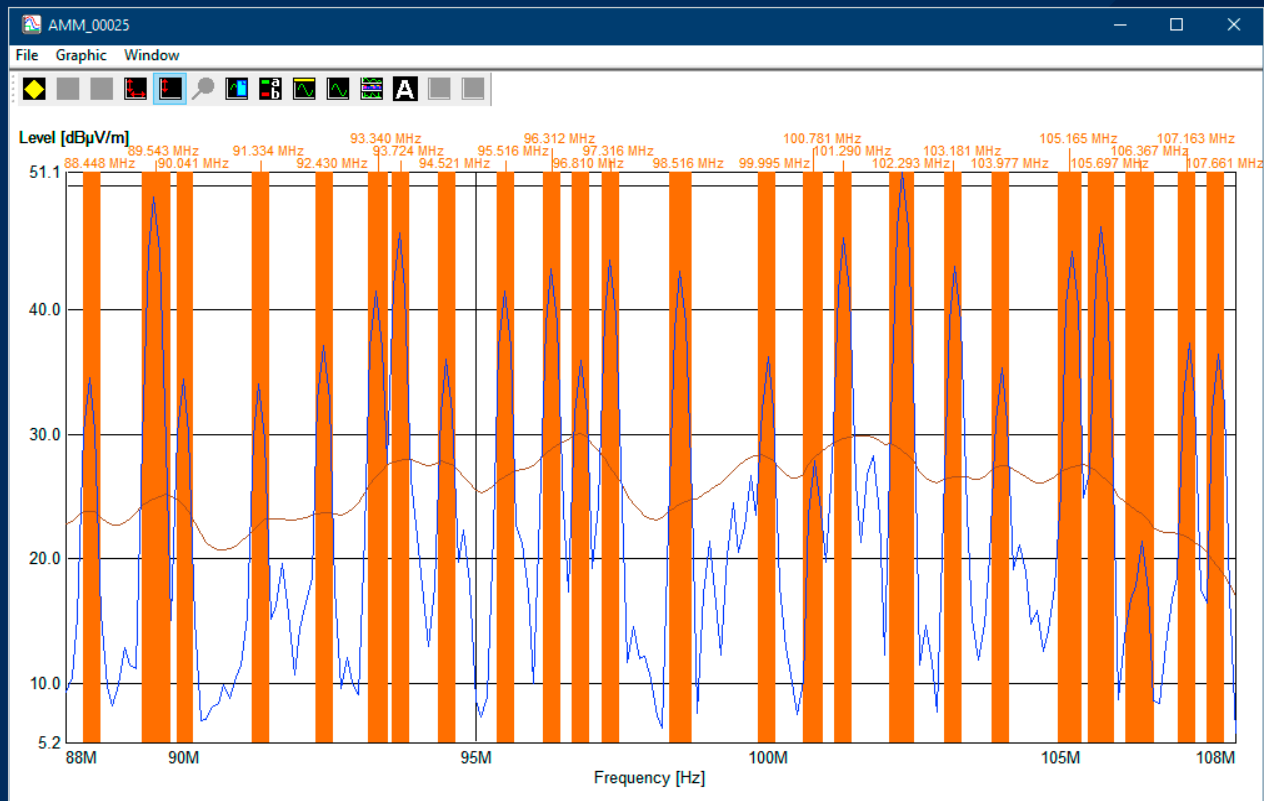 AMM_00025
File Graphic Window
a
b
A
Level [dBµV/m]
93.340 MHz 96.312 MHz 100.781 MHz 105.165 MHz 107.163 MHz
89.543 MHz 91.334 MHz 93.724 MHz 95.516 MHz 97.316 MHz 101.290 MHz 103.181 MHz 106.367 MHz
88.448 MHz 90.041 MHz 92.430 MHz 94.521 MHz 96.810 MHz 98.516 MHz 99.995 MHz 102.293 MHz 103.977 MHz 105.697 MHz 107.661 MHz
51.1
40.0
30.0
20.0
10.0
5.2
88M 90M 95M 100M 105M 108M
Frequency [Hz]